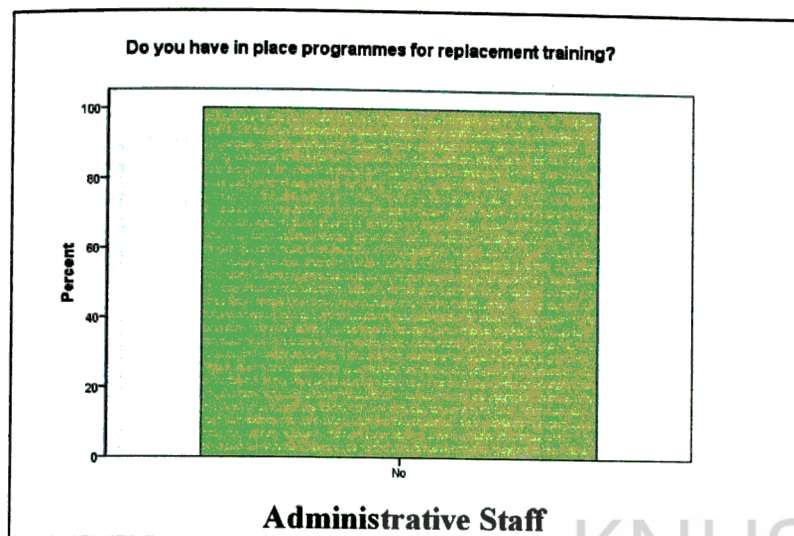 Do you have in place programmes for replacement training?
100
80
60
40
20
0
Percent
No
Administrative Staff